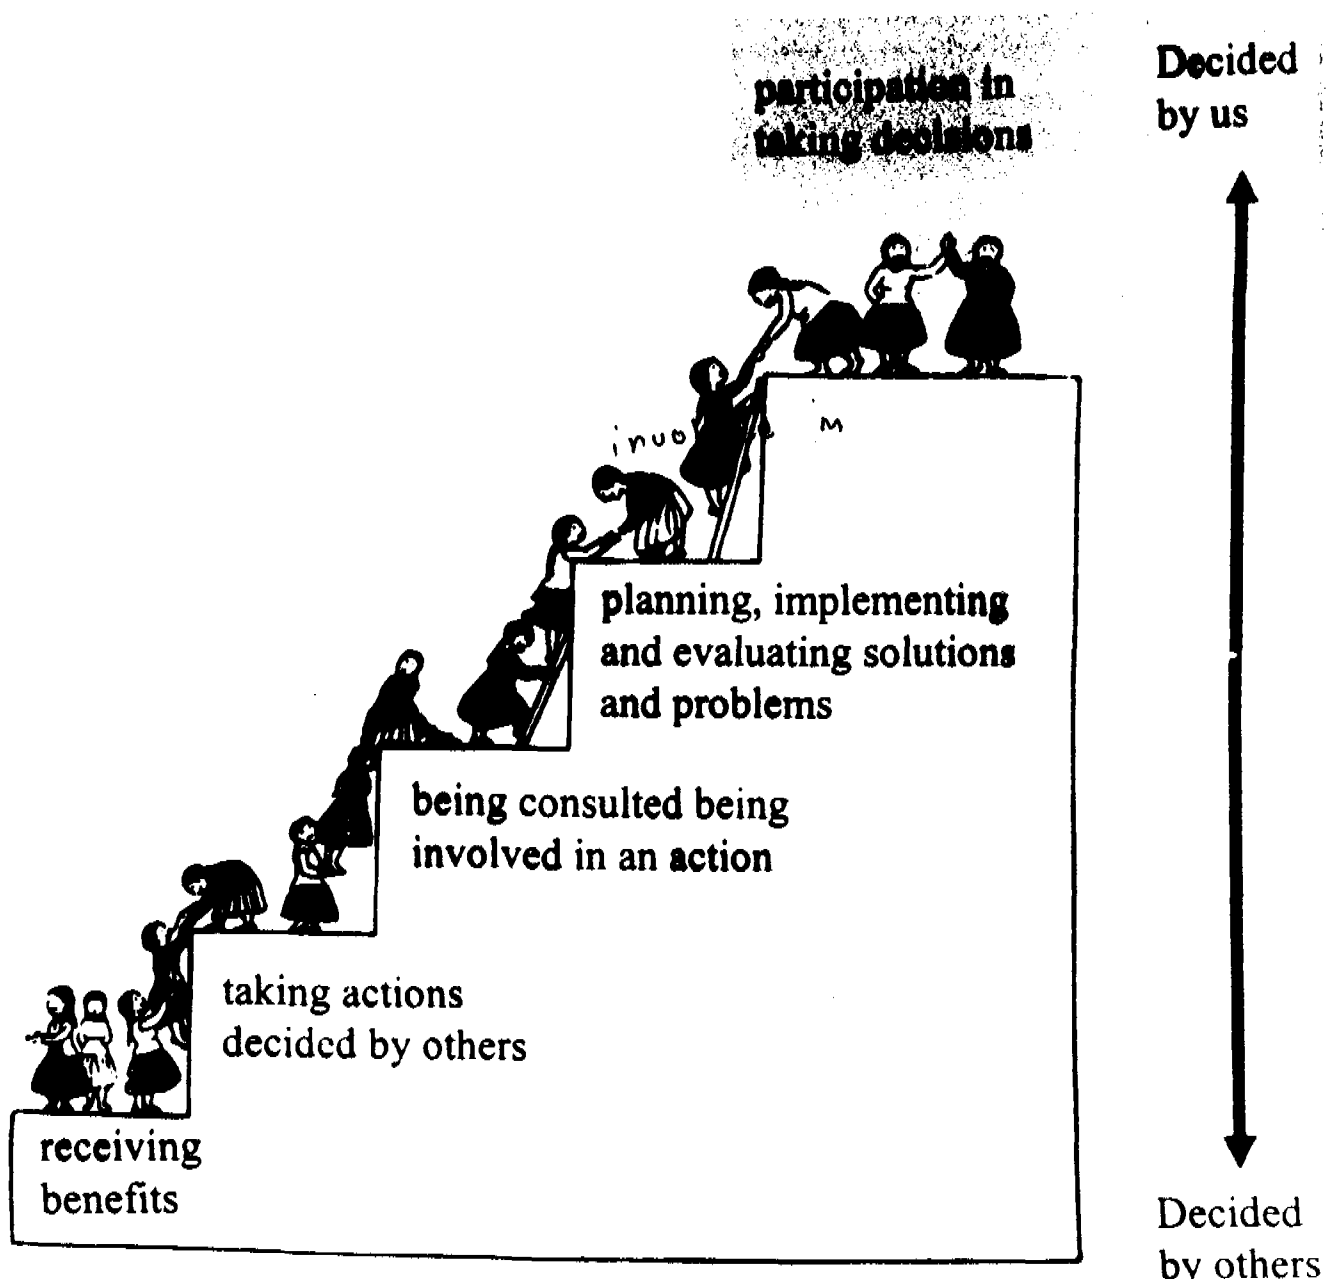 participation in
taking decisions
Decided
by us
inuo
M
planning, implementing
and evaluating solutions
and problems
being consulted being
involved in an action
taking actions
decided by others
receiving
benefits
Decided
by others